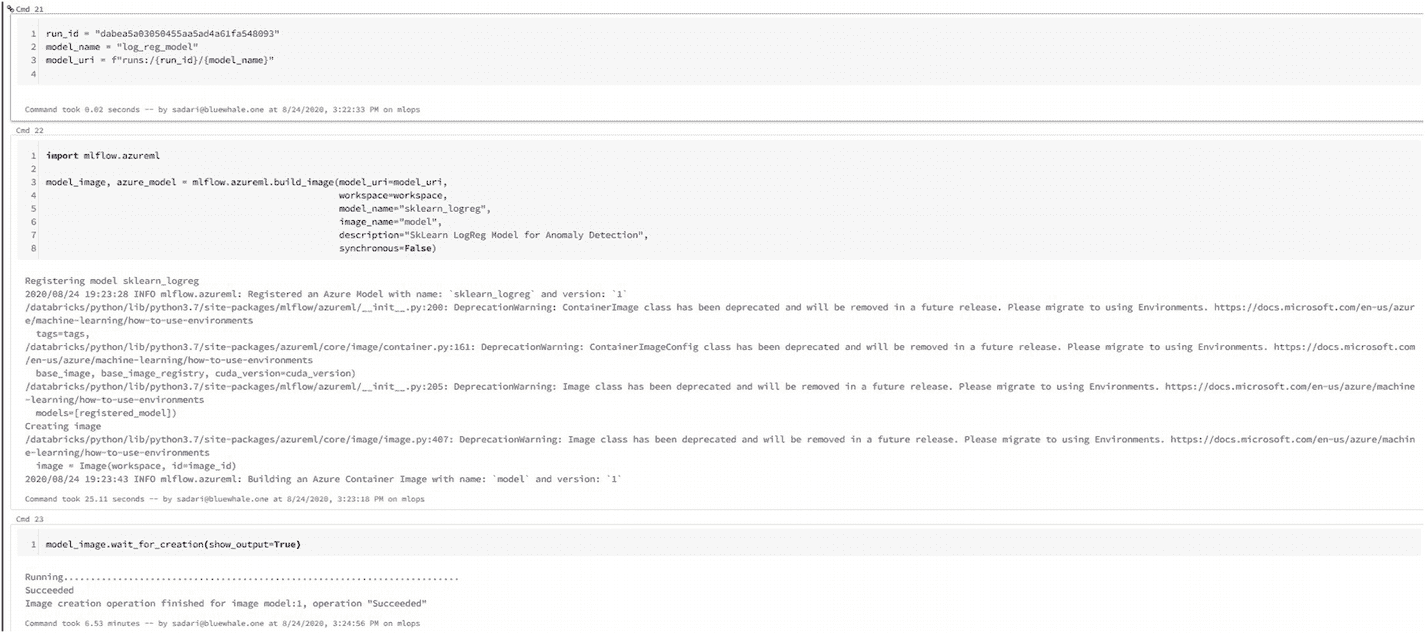 Cmd 21
1 run_id = "dabea5a03050455aa5ad4a61fa548093"
2 model_name = "log_reg_model"
3 model_uri = f"runs:/{run_id}/{model_name}"
4
Command took 0.02 seconds -- by sadari@bluewhale.one at 8/24/2020, 3:22:33 PM on mlops
Cmd 22
1 import mlflow.azureml
2
3 model_image, azure_model = mlflow.azureml.build_image(model_uri=model_uri,
4 workspace=workspace,
5 model_name="sklearn_logreg",
6 image_name="model",
7 description="SkLearn LogReg Model for Anomaly Detection",
8 synchronous=False)
Registering model sklearn_logreg
2020/08/24 19:23:28 INFO mlflow.azureml: Registered an Azure Model with name: `sklearn_logreg` and version: `1`
/databricks/python/lib/python3.7/site-packages/mlflow/azureml/__init__.py:200: DeprecationWarning: ContainerImage class has been deprecated and will be removed in a future release. Please migrate to using Environments. https://docs.microsoft.com/en-us/azur
e/machine-learning/how-to-use-environments
tags=tags,
/databricks/python/lib/python3.7/site-packages/azureml/core/image/container.py:161: DeprecationWarning: ContainerImageConfig class has been deprecated and will be removed in a future release. Please migrate to using Environments. https://docs.microsoft.com
/en-us/azure/machine-learning/how-to-use-environments
base_image, base_image_registry, cuda_version=cuda_version)
/databricks/python/lib/python3.7/site-packages/mlflow/azureml/__init__.py:205: DeprecationWarning: Image class has been deprecated and will be removed in a future release. Please migrate to using Environments. https://docs.microsoft.com/en-us/azure/machine
-learning/how-to-use-environments
models=[registered_model])
Creating image
/databricks/python/lib/python3.7/site-packages/azureml/core/image/image.py:407: DeprecationWarning: Image class has been deprecated and will be removed in a future release. Please migrate to using Environments. https://docs.microsoft.com/en-us/azure/machin
e-learning/how-to-use-environments
image = Image(workspace, id=image_id)
2020/08/24 19:23:43 INFO mlflow.azureml: Building an Azure Container Image with name: `model` and version: `1`
Command took 25.11 seconds -- by sadari@bluewhale.one at 8/24/2020, 3:23:18 PM on mlops
Cmd 23
1 model_image.wait_for_creation(show_output=True)
Running...........................................................................
Succeeded
Image creation operation finished for image model:1, operation "Succeeded"
Command took 6.53 minutes -- by sadari@bluewhale.one at 8/24/2020, 3:24:56 PM on mlops